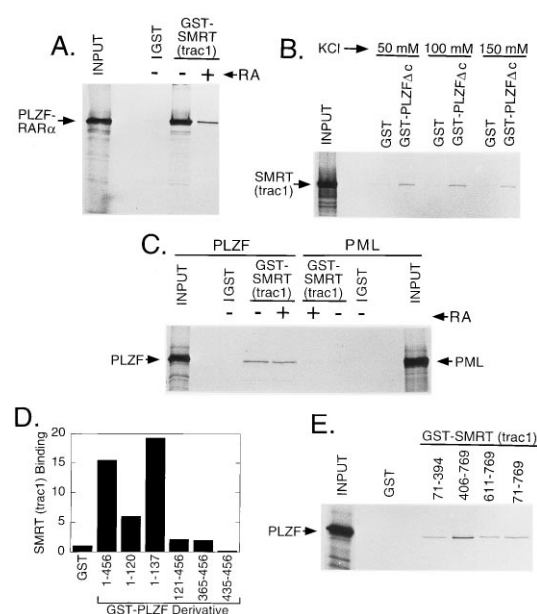 A.
INPUT
GST
GST-
SMRT
(trac1)
- - + RA
PLZF-
RARα
B.
KCl 50 mM 100 mM 150 mM
INPUT
GST
GST-PLZFΔc
GST
GST-PLZFΔc
GST
GST-PLZFΔc
SMRT
(trac1)
C.
PLZF PML
INPUT
GST
GST-
SMRT
(trac1)
GST-
SMRT
(trac1)
GST
INPUT
- - + + - - RA
PLZF
PML
D.
SMRT (trac1) Binding
20
15
10
5
0
GST
1-456
1-120
1-137
121-456
365-456
435-456
GST-PLZF Derivative
E.
GST-SMRT (trac1)
INPUT
GST
71-394
406-769
611-769
71-769
PLZF